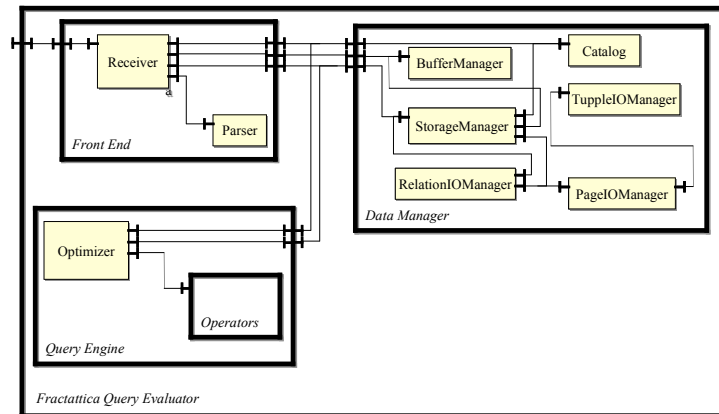 Receiver
a
Parser
Front End
BufferManager
Catalog
TuppleIOManager
StorageManager
RelationIOManager
PageIOManager
Data Manager
Optimizer
Operators
Query Engine
Fractattica Query Evaluator